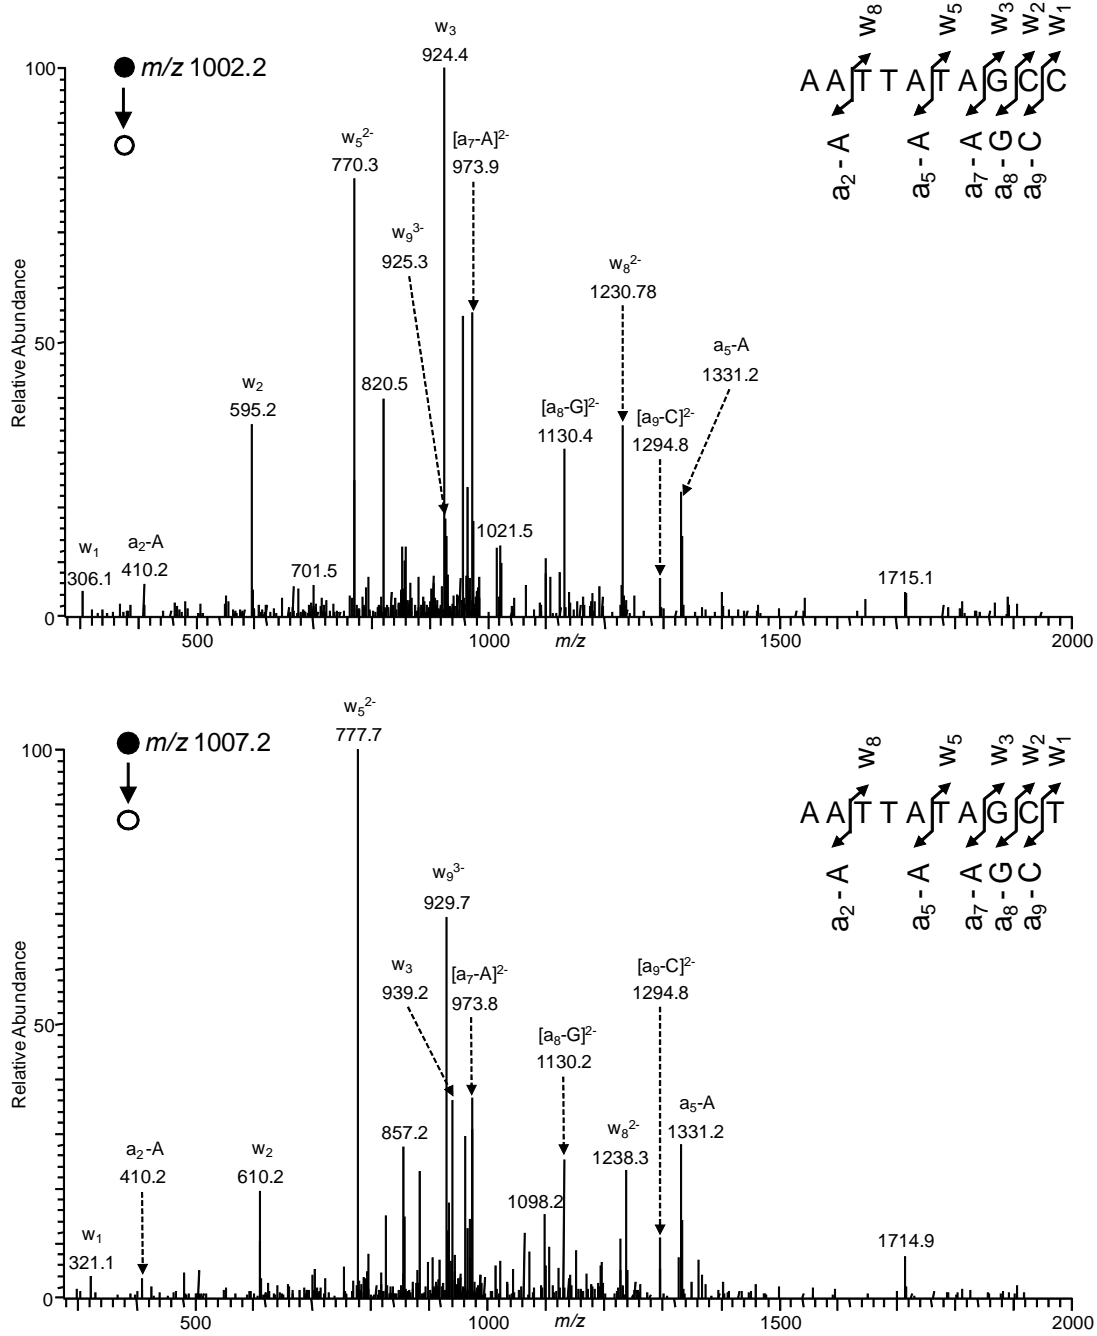 w8 w5 w3 w2 w1
A A T T A T A G C C
a2 - A a5 - A a7 - A a8 - G a9 - C
m/z 1002.2
w3
924.4
100
w5 2-
770.3
[a7-A]2-
973.9
w9 3-
925.3
w8 2-
1230.78
50
a5-A
1331.2
w2
595.2
820.5
[a8-G]2-
1130.4
[a9-C]2-
1294.8
1021.5
w1
306.1
a2-A
410.2
701.5
1715.1
0
500 1000 1500 2000
m/z
Relative Abundance
w8 w5 w3 w2 w1
A A T T A T A G C T
a2 - A a5 - A a7 - A a8 - G a9 - C
m/z 1007.2
w5 2-
777.7
100
w9 3-
929.7
w3
939.2
[a7-A]2-
973.8
[a9-C]2-
1294.8
50
[a8-G]2-
1130.2
a5-A
1331.2
857.2
w8 2-
1238.3
a2-A
410.2
w2
610.2
1098.2
w1
321.1
1714.9
0
500 1000 1500 2000
m/z
Relative Abundance